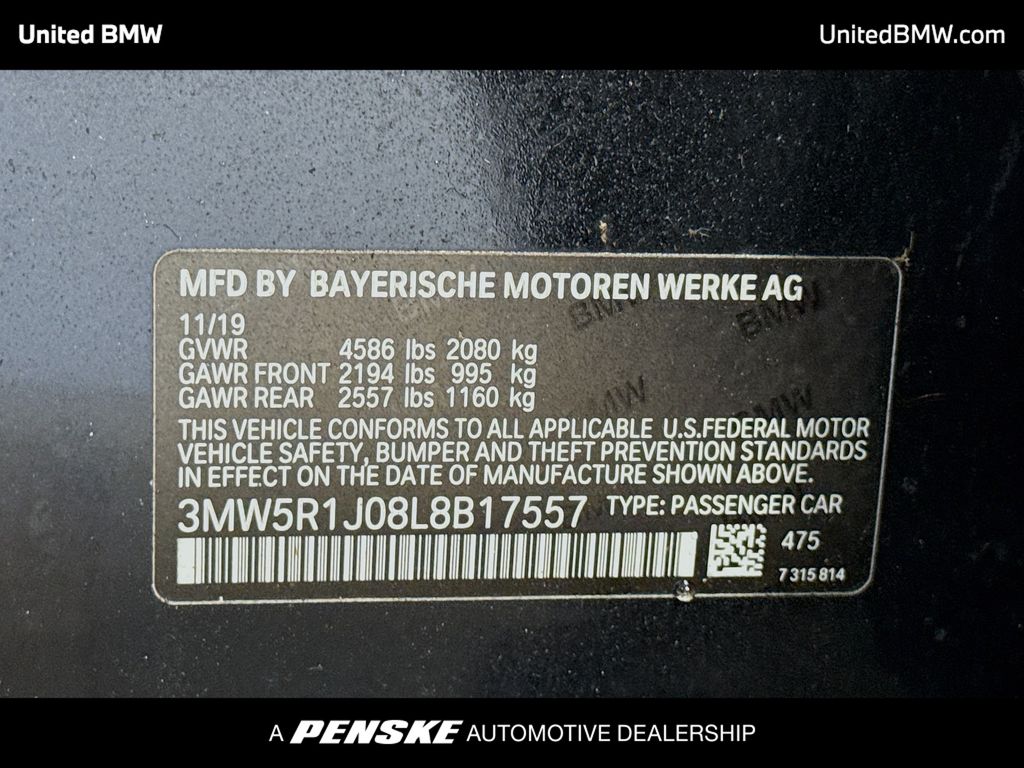 United BMW
UnitedBMW.com
MFD BY BAYERISCHE MOTOREN WERKE AG
11/19
GVWR 4586 lbs 2080 kg
GAWR FRONT 2194 lbs 995 kg
GAWR REAR 2557 lbs 1160 kg
THIS VEHICLE CONFORMS TO ALL APPLICABLE U.S.FEDERAL MOTOR
VEHICLE SAFETY, BUMPER AND THEFT PREVENTION STANDARDS
IN EFFECT ON THE DATE OF MANUFACTURE SHOWN ABOVE.
3MW5R1J08L8B17557 TYPE: PASSENGER CAR
475
7 315 814
A PENSKE AUTOMOTIVE DEALERSHIP